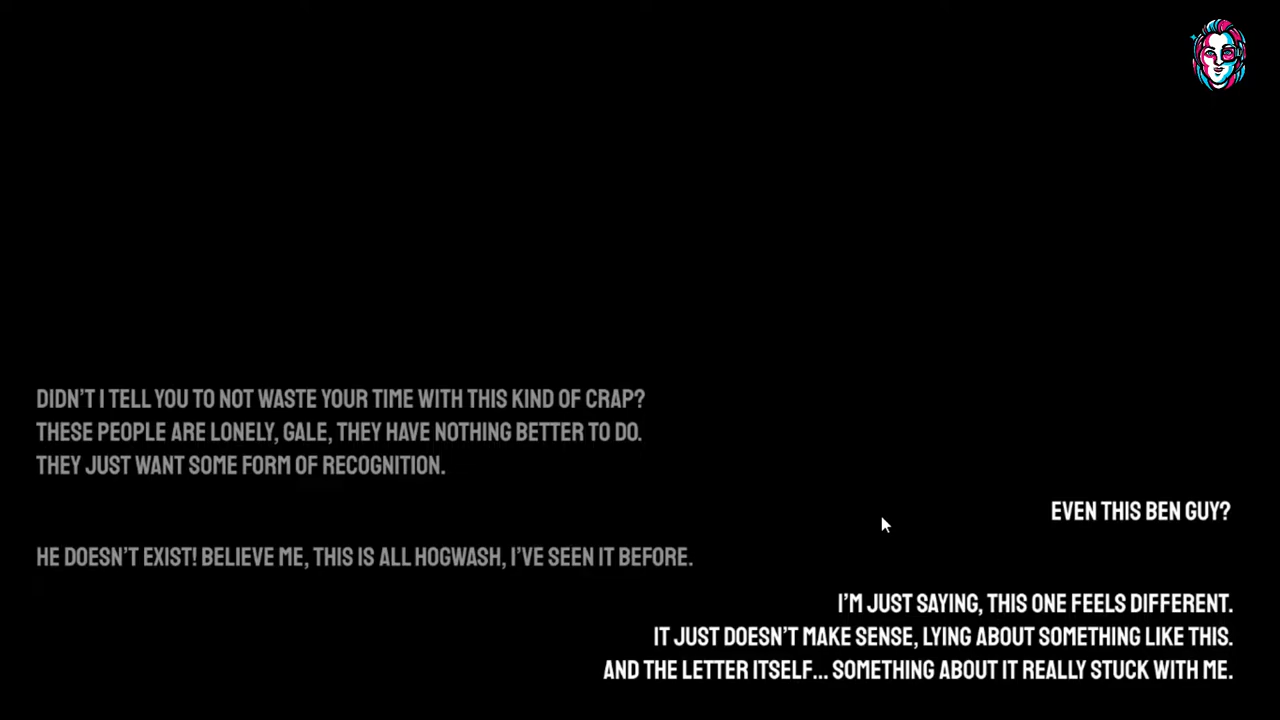 DIDN'T I TELL YOU TO NOT WASTE YOUR TIME WITH THIS KIND OF CRAP?
THESE PEOPLE ARE LONELY, GALE, THEY HAVE NOTHING BETTER TO DO.
THEY JUST WANT SOME FORM OF RECOGNITION.
EVEN THIS BEN GUY?
HE DOESN'T EXIST! BELIEVE ME, THIS IS ALL HOGWASH, I'VE SEEN IT BEFORE.
I'M JUST SAYING, THIS ONE FEELS DIFFERENT.
IT JUST DOESN'T MAKE SENSE, LYING ABOUT SOMETHING LIKE THIS.
AND THE LETTER ITSELF... SOMETHING ABOUT IT REALLY STUCK WITH ME.